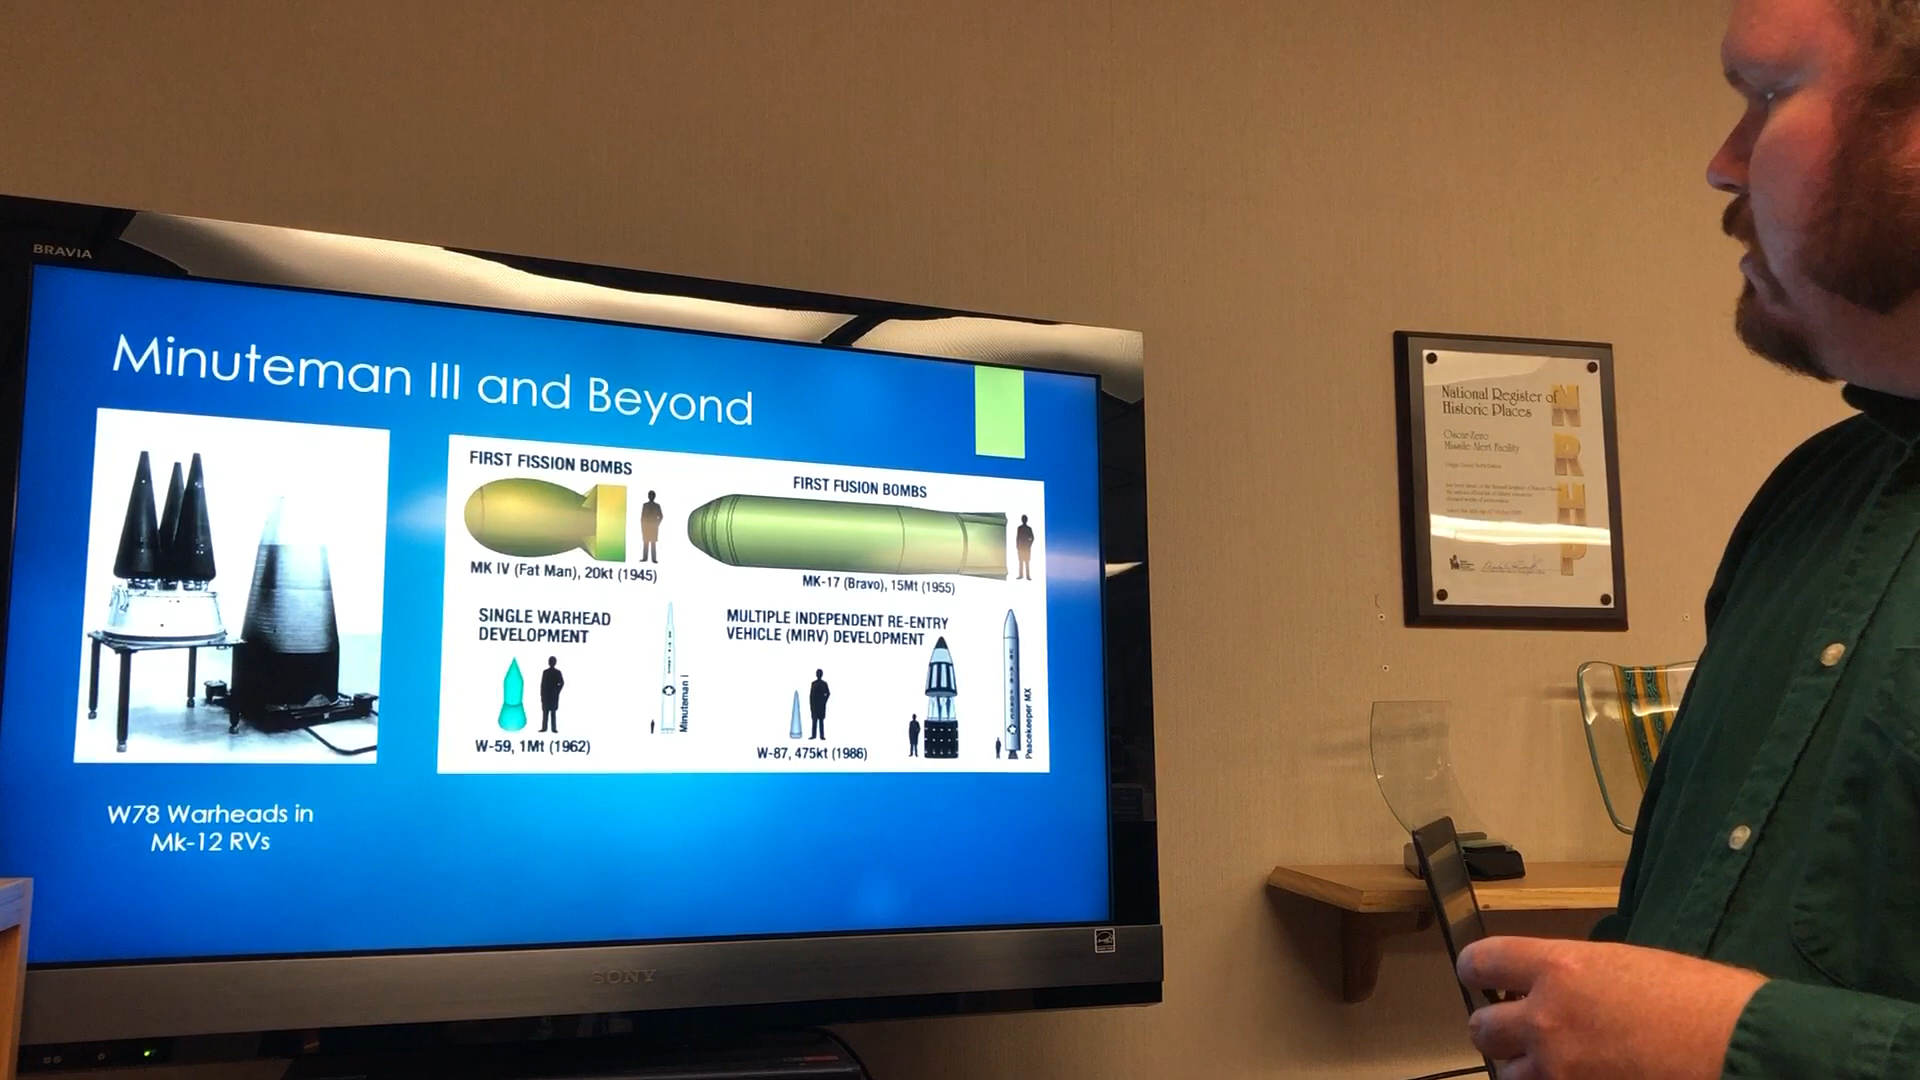 BRAVIA
Minuteman III and Beyond
FIRST FISSION BOMBS
MK IV (Fat Man), 20kt (1945)
FIRST FUSION BOMBS
MK-17 (Bravo), 15Mt (1955)
SINGLE WARHEAD
DEVELOPMENT
W-59, 1Mt (1962)
Minuteman I
MULTIPLE INDEPENDENT RE-ENTRY
VEHICLE (MIRV) DEVELOPMENT
W-87, 475kt (1986)
Peacekeeper MX
W78 Warheads in
Mk-12 RVs
SONY
National Register of
Historic Places
Oscar-Zero
Missile Alert Facility
NRHP